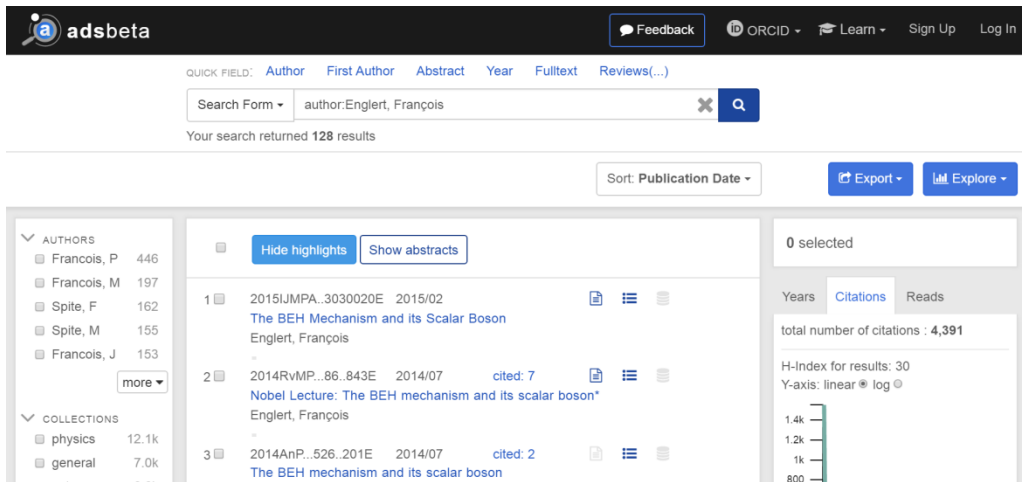 a adsbeta
Feedback
iD ORCID
Learn
Sign Up
Log In
QUICK FIELD: Author First Author Abstract Year Fulltext Reviews(...)
Search Form author:Englert, François
Your search returned 128 results
Sort: Publication Date
Export
Explore
AUTHORS
Francois, P 446
Francois, M 197
Spite, F 162
Spite, M 155
Francois, J 153
more
COLLECTIONS
physics 12.1k
general 7.0k
Hide highlights Show abstracts
1 2015IJMPA..3030020E 2015/02
The BEH Mechanism and its Scalar Boson
Englert, François
2 2014RvMP...86..843E 2014/07 cited: 7
Nobel Lecture: The BEH mechanism and its scalar boson*
Englert, François
3 2014AnP...526..201E 2014/07 cited: 2
The BEH mechanism and its scalar boson
0 selected
Years Citations Reads
total number of citations : 4,391
H-Index for results: 30
Y-axis: linear log
1.4k
1.2k
1k
800